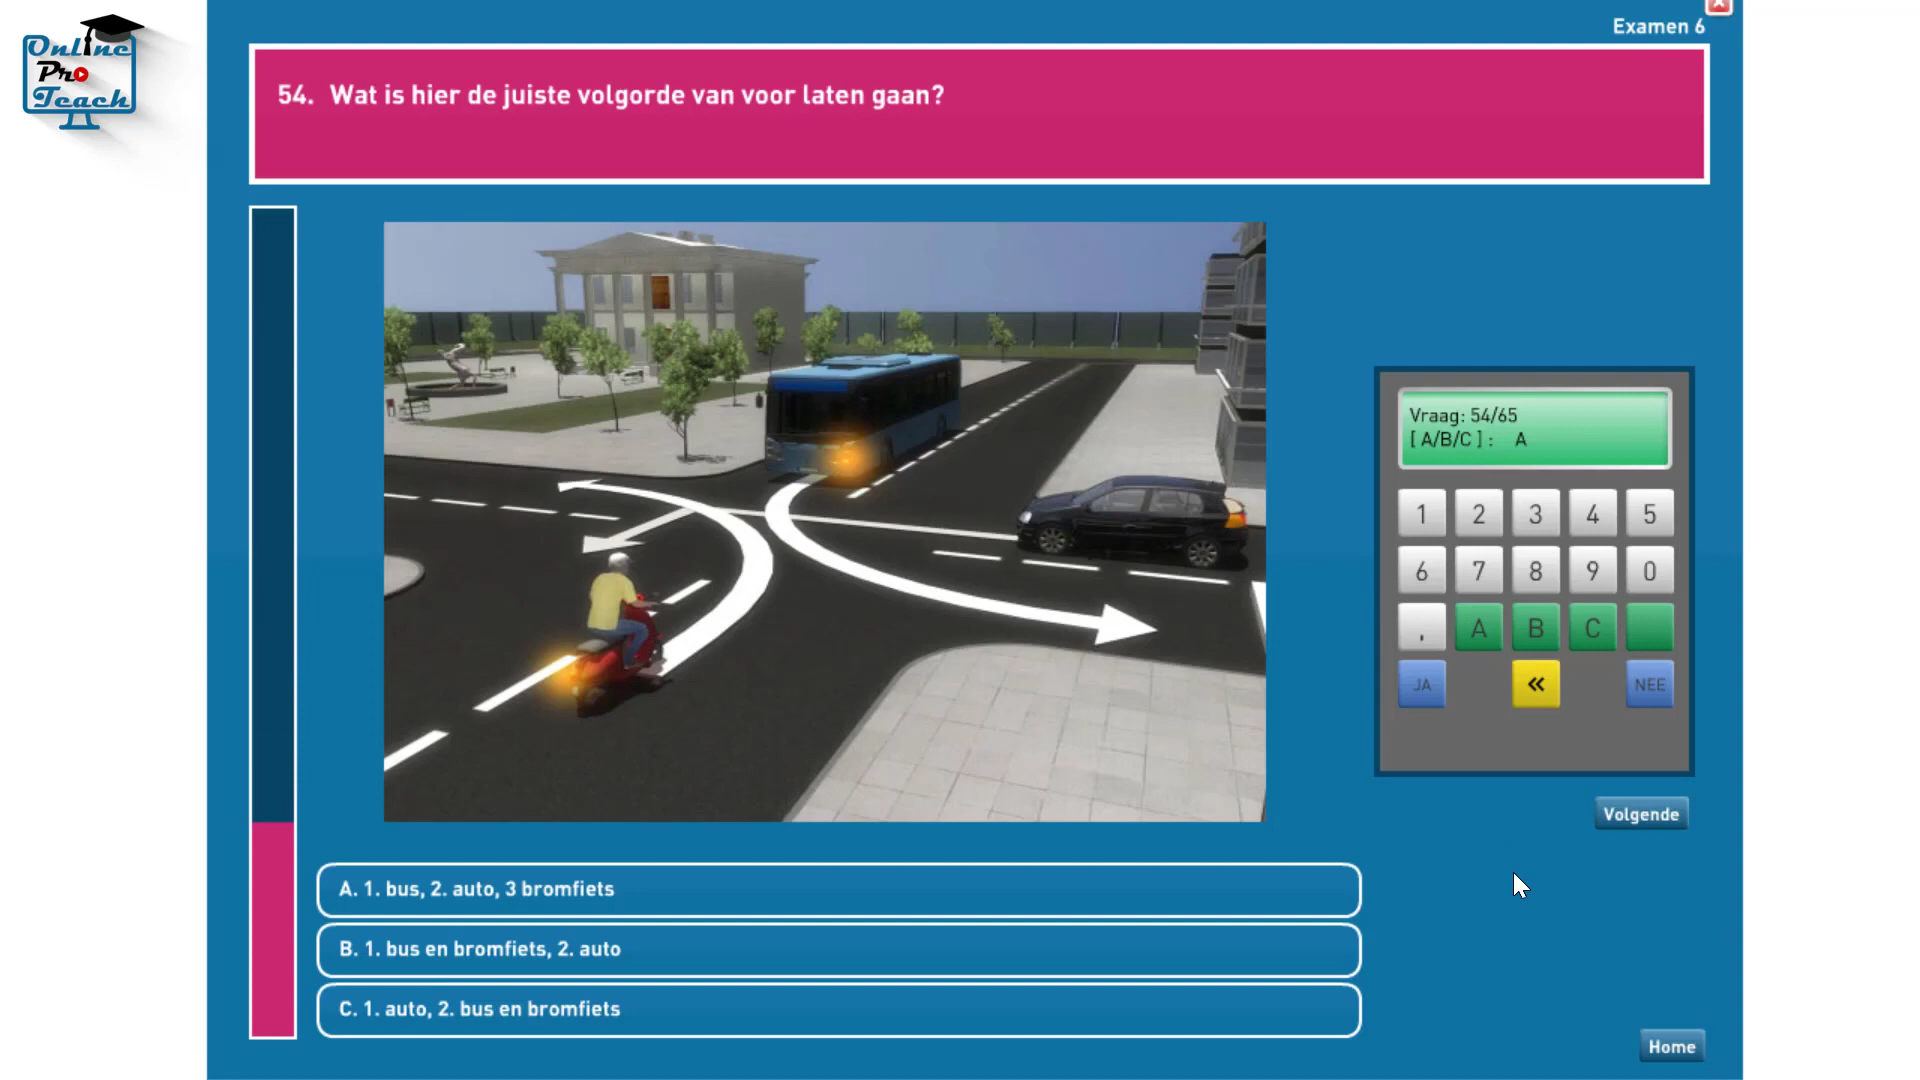 Online
Pro
Teach
Examen 6
54. Wat is hier de juiste volgorde van voor laten gaan?
Vraag: 54/65
[ A/B/C ] : A
1 2 3 4 5
6 7 8 9 0
, A B C
JA « NEE
Volgende
A. 1. bus, 2. auto, 3 bromfiets
B. 1. bus en bromfiets, 2. auto
C. 1. auto, 2. bus en bromfiets
Home